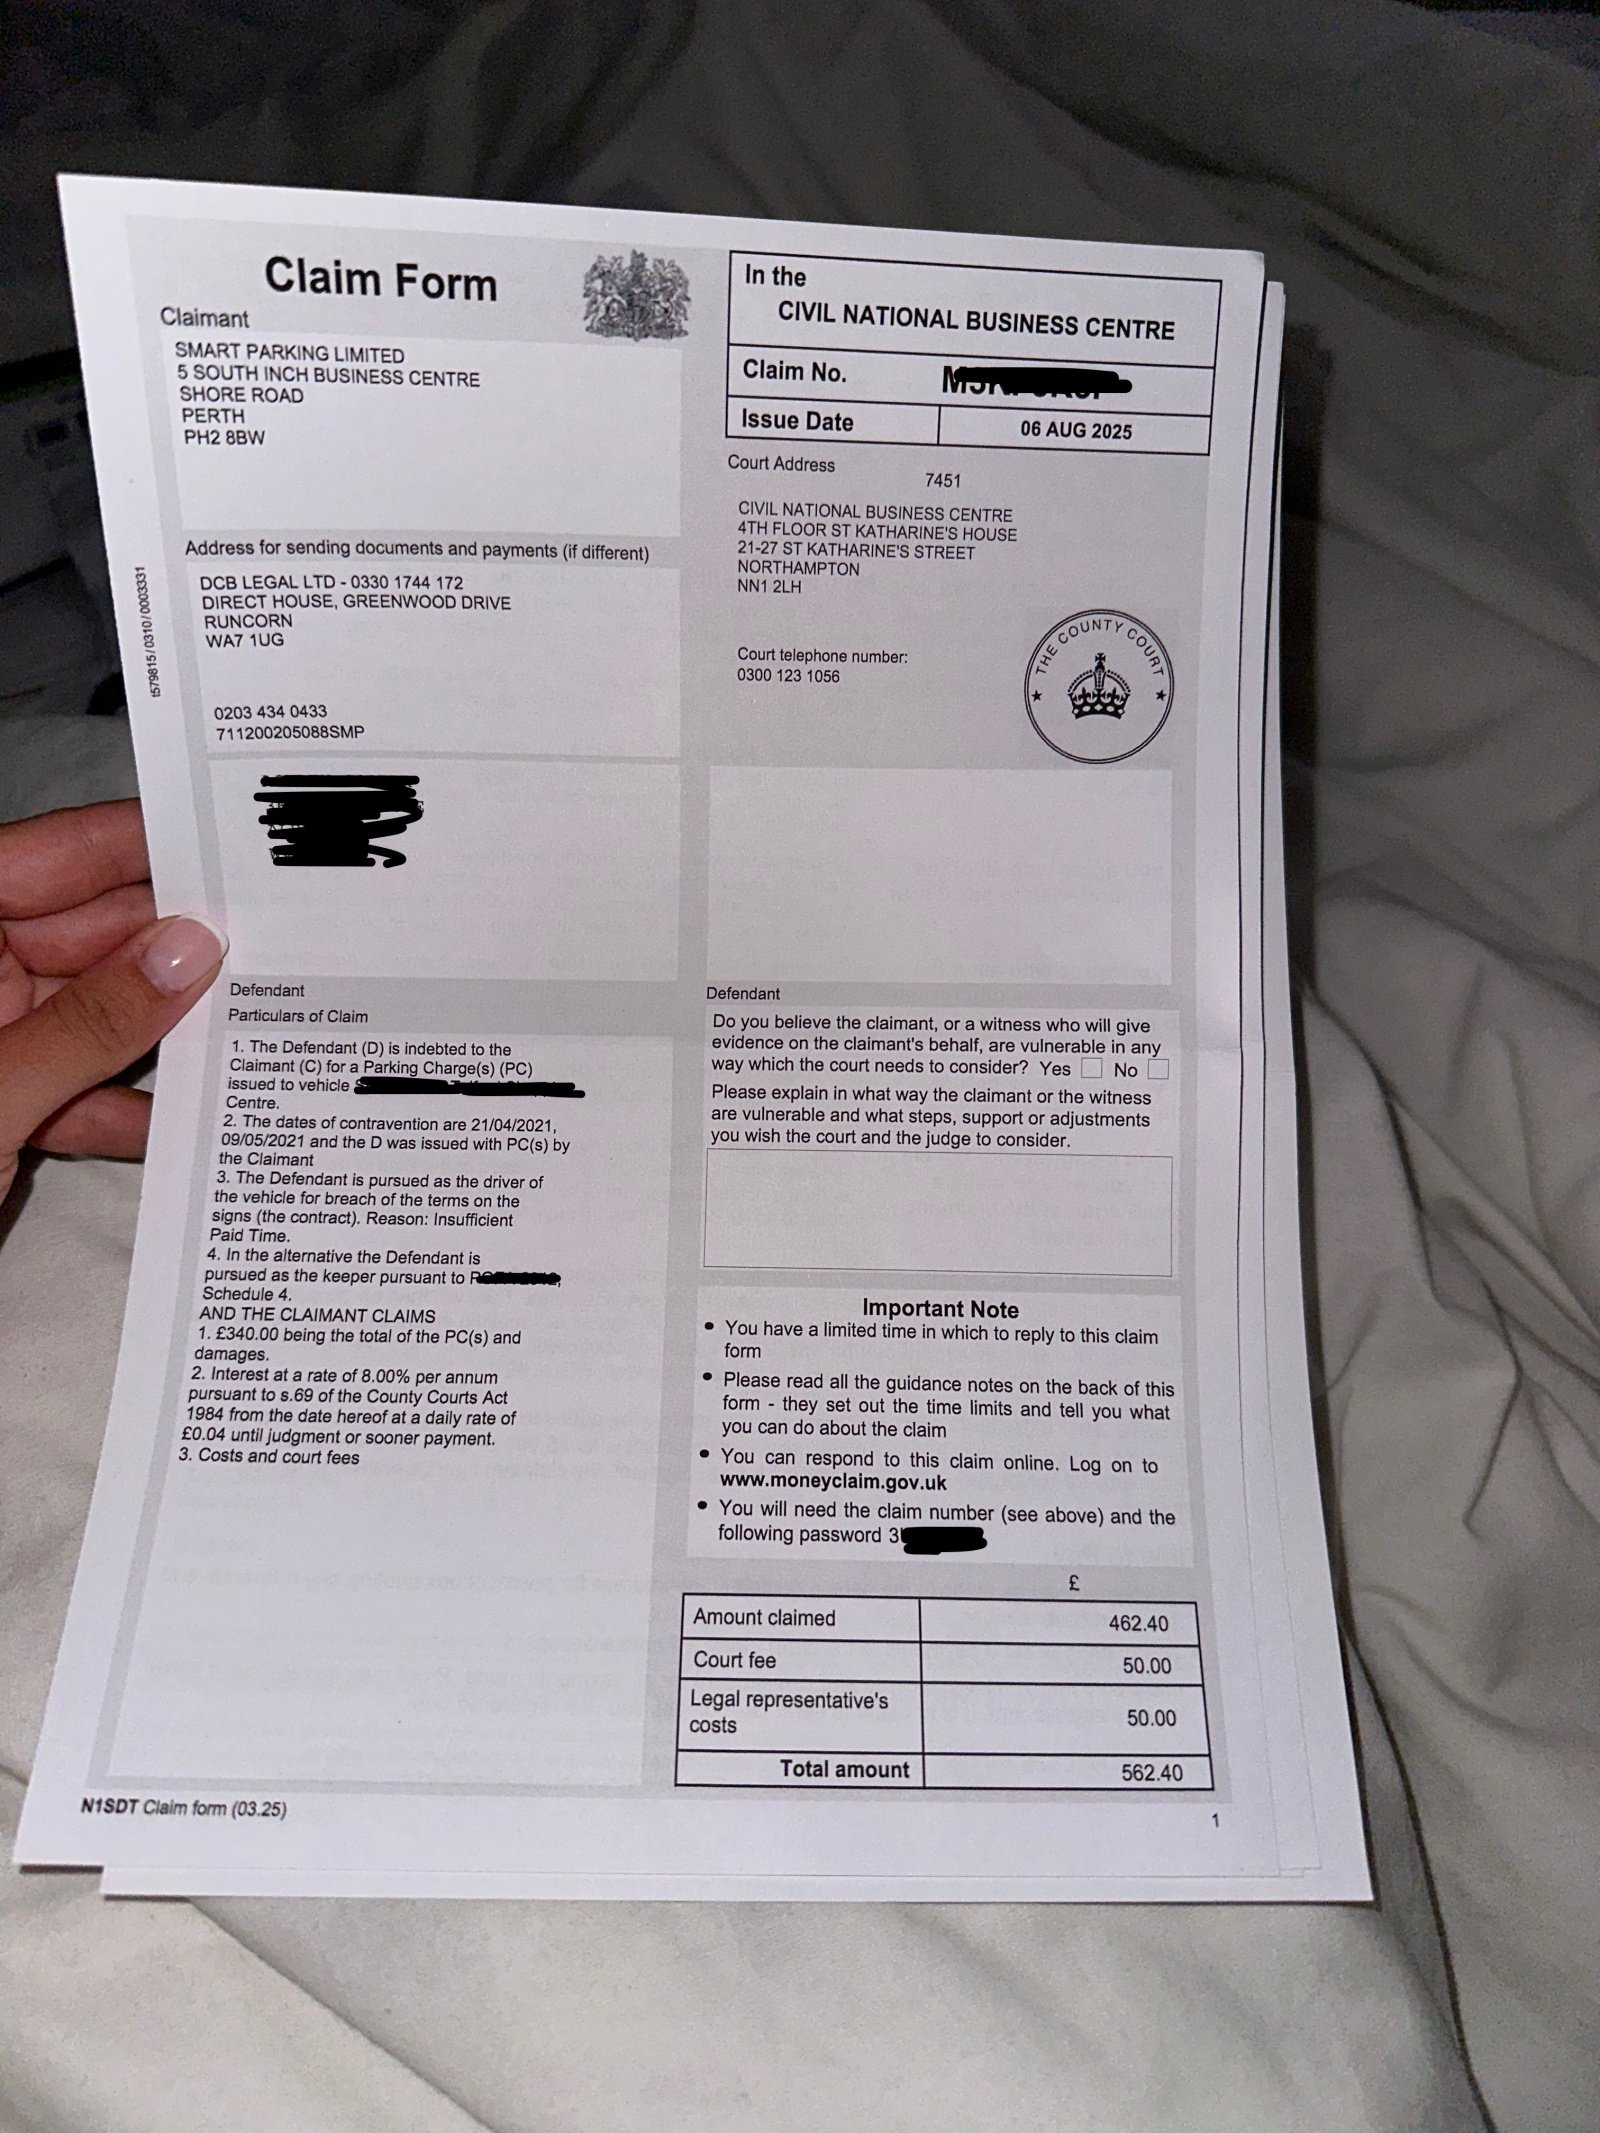 Claim Form
Claimant
SMART PARKING LIMITED
5 SOUTH INCH BUSINESS CENTRE
SHORE ROAD
PERTH
PH2 8BW
Address for sending documents and payments (if different)
DCB LEGAL LTD - 0330 1744 172
DIRECT HOUSE, GREENWOOD DRIVE
RUNCORN
WA7 1UG
0203 434 0433
711200205088SMP
t579815/0310/0003331
In the
CIVIL NATIONAL BUSINESS CENTRE
Claim No.
Issue Date
06 AUG 2025
Court Address
7451
CIVIL NATIONAL BUSINESS CENTRE
4TH FLOOR ST KATHARINE'S HOUSE
21-27 ST KATHARINE'S STREET
NORTHAMPTON
NN1 2LH
Court telephone number:
0300 123 1056
THE COUNTY COURT
Defendant
Particulars of Claim
1. The Defendant (D) is indebted to the
Claimant (C) for a Parking Charge(s) (PC)
issued to vehicle
Centre.
2. The dates of contravention are 21/04/2021,
09/05/2021 and the D was issued with PC(s) by
the Claimant
3. The Defendant is pursued as the driver of
the vehicle for breach of the terms on the
signs (the contract). Reason: Insufficient
Paid Time.
4. In the alternative the Defendant is
pursued as the keeper pursuant to
Schedule 4.
AND THE CLAIMANT CLAIMS
1. £340.00 being the total of the PC(s) and
damages.
2. Interest at a rate of 8.00% per annum
pursuant to s.69 of the County Courts Act
1984 from the date hereof at a daily rate of
£0.04 until judgment or sooner payment.
3. Costs and court fees
Defendant
Do you believe the claimant, or a witness who will give
evidence on the claimant's behalf, are vulnerable in any
way which the court needs to consider? Yes No
Please explain in what way the claimant or the witness
are vulnerable and what steps, support or adjustments
you wish the court and the judge to consider.
Important Note
• You have a limited time in which to reply to this claim
form
• Please read all the guidance notes on the back of this
form - they set out the time limits and tell you what
you can do about the claim
• You can respond to this claim online. Log on to
www.moneyclaim.gov.uk
• You will need the claim number (see above) and the
following password
£
Amount claimed 462.40
Court fee 50.00
Legal representative's
costs 50.00
Total amount 562.40
N1SDT Claim form (03.25)
1